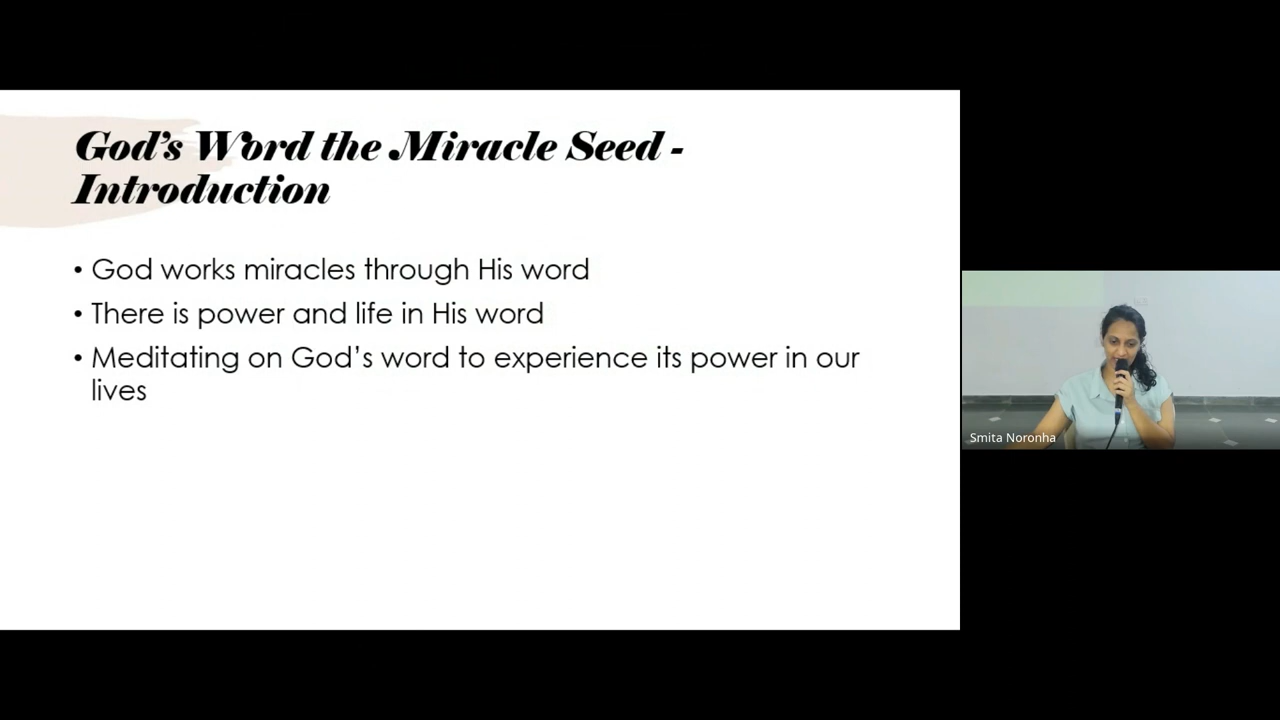 God’s Word the Miracle Seed -
Introduction
• God works miracles through His word
• There is power and life in His word
• Meditating on God’s word to experience its power in our
lives
Smita Noronha